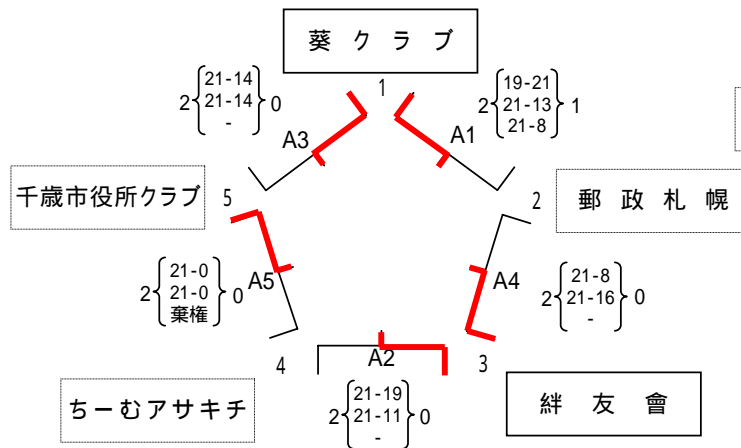 葵クラブ
1
21-14
2 21-14 0
-
19-21
2 21-13 1
21-8
A3
A1
千歳市役所クラブ
5
2
郵政札幌
21-0
2 21-0 0
棄権
A5
A4
21-8
2 21-16 0
-
4
A2
3
ちーむアサキチ
21-19
2 21-11 0
-
絆友會